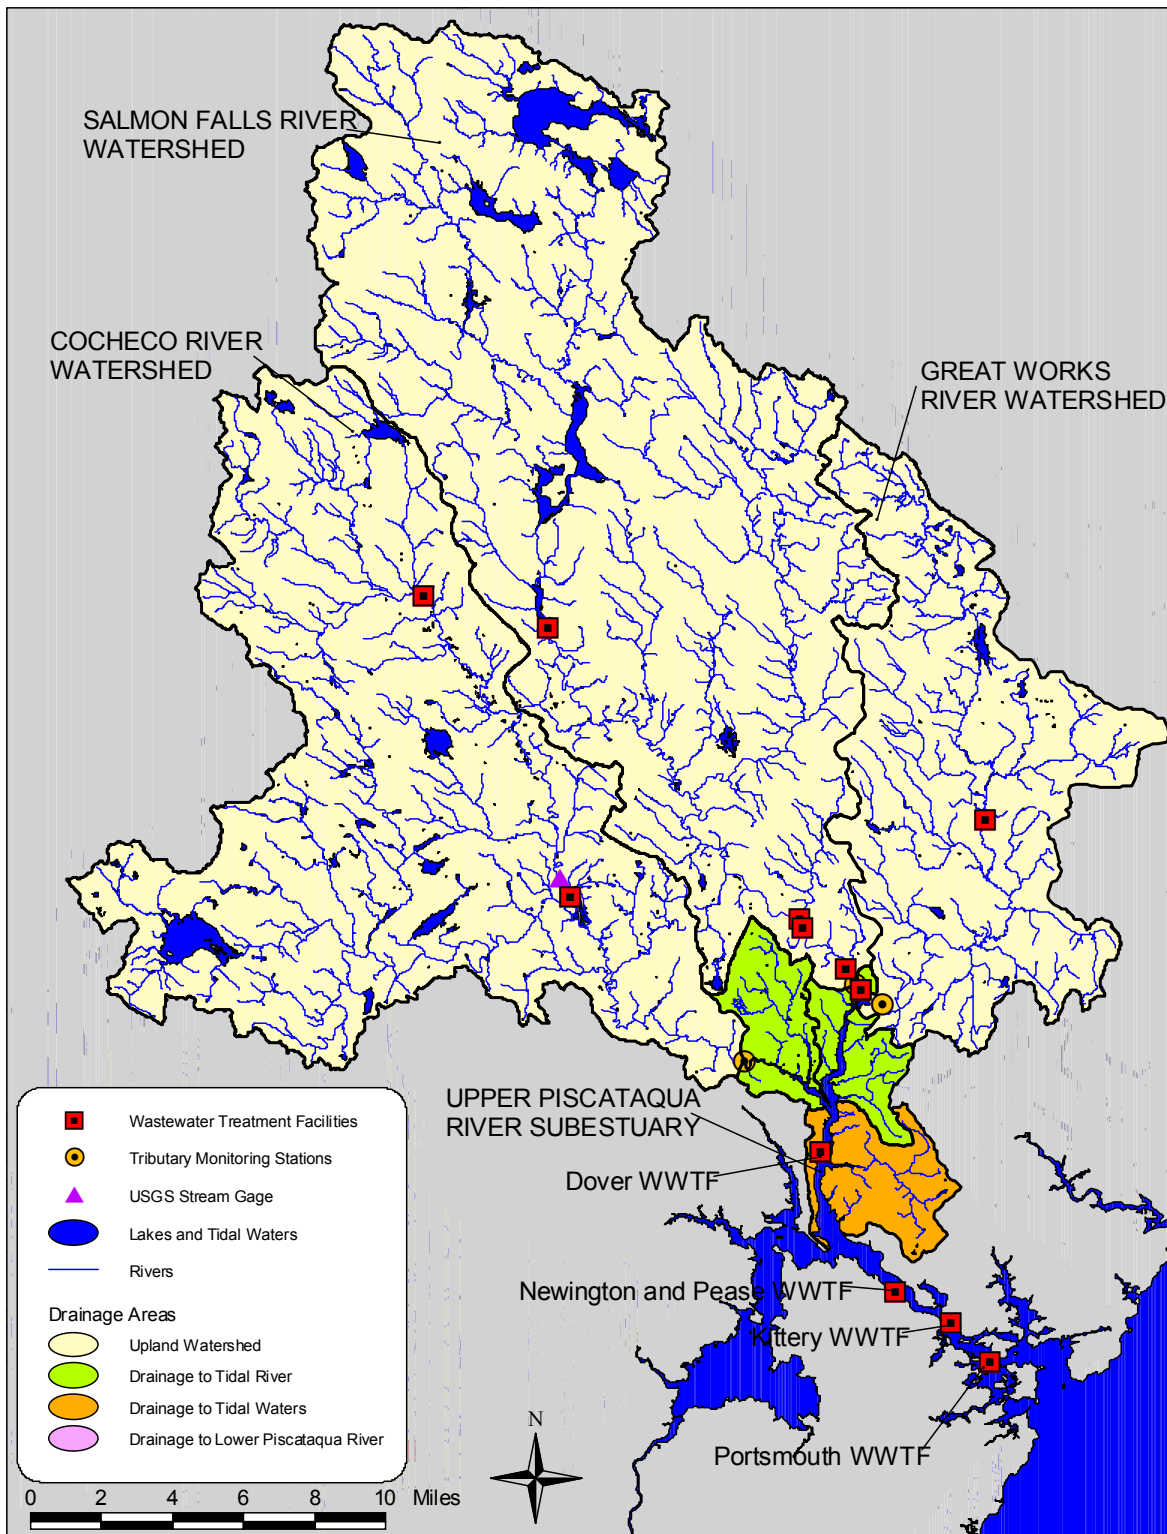 SALMON FALLS RIVER
WATERSHED
COCHECO RIVER
WATERSHED
GREAT WORKS
RIVER WATERSHED
UPPER PISCATAQUA
RIVER SUBESTUARY
Dover WWTF
Newington and Pease WWTF
Kittery WWTF
Portsmouth WWTF
Wastewater Treatment Facilities
Tributary Monitoring Stations
USGS Stream Gage
Lakes and Tidal Waters
Rivers
Drainage Areas
Upland Watershed
Drainage to Tidal River
Drainage to Tidal Waters
Drainage to Lower Piscataqua River
N
0 2 4 6 8 10 Miles